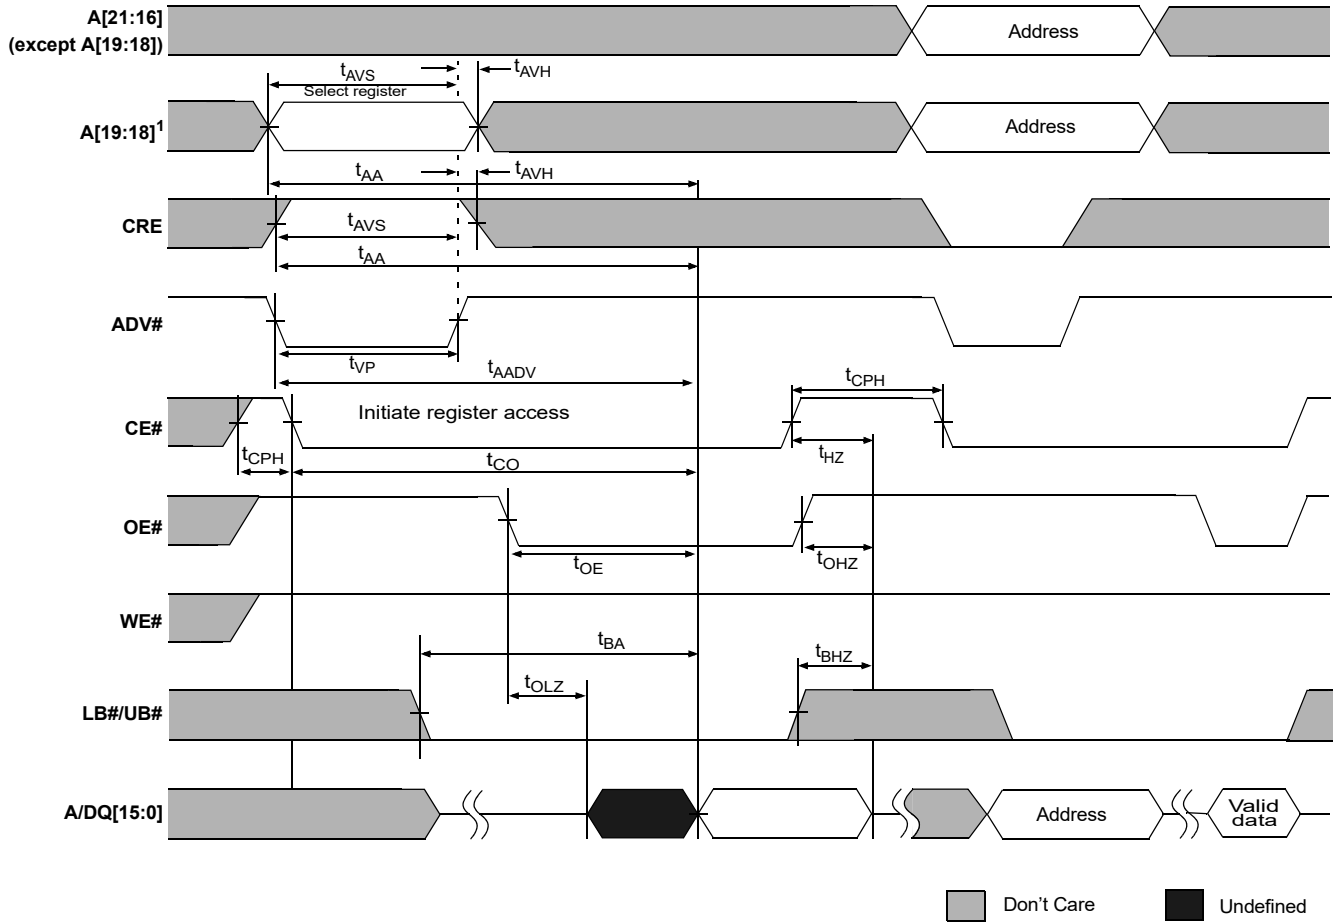 A[21:16]
(except A[19:18])
Address
tAVS
tAVH
Select register
A[19:18]1
Address
tAA
tAVH
CRE
tAVS
tAA
ADV#
tVP
tAADV
tCPH
Initiate register access
CE#
tCPH
tCO
tHZ
OE#
tOE
tOHZ
WE#
tBA
tBHZ
tOLZ
LB#/UB#
A/DQ[15:0]
Address
Valid
data
Don't Care
Undefined